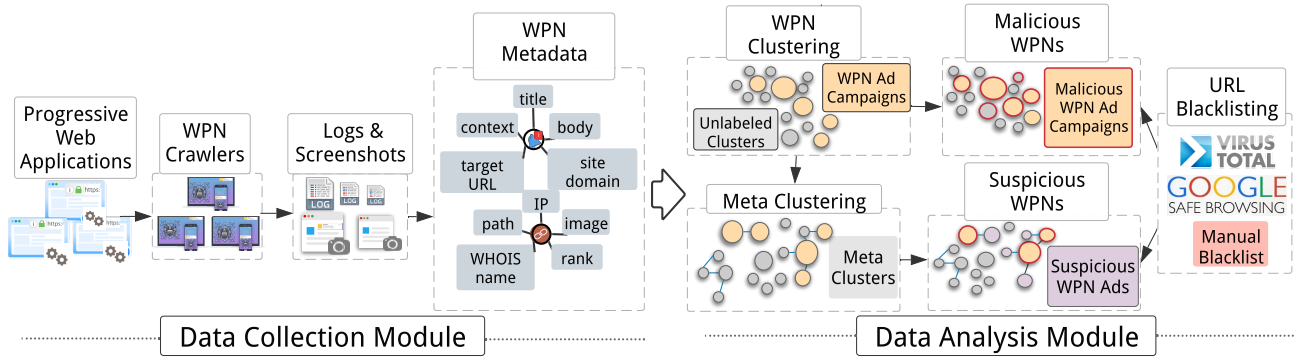 Progressive
Web
Applications
https:
https:
https:
WPN
Crawlers
Logs &
Screenshots
LOG
LOG
LOG
WPN
Metadata
title
context
body
target
URL
site
domain
IP
path
image
WHOIS
name
rank
Data Collection Module
WPN
Clustering
WPN Ad
Campaigns
Unlabeled
Clusters
Meta Clustering
Meta
Clusters
Malicious
WPNs
Malicious
WPN Ad
Campaigns
Suspicious
WPNs
Suspicious
WPN Ads
URL
Blacklisting
VIRUS
TOTAL
GOOGLE
SAFE BROWSING
Manual
Blacklist
Data Analysis Module